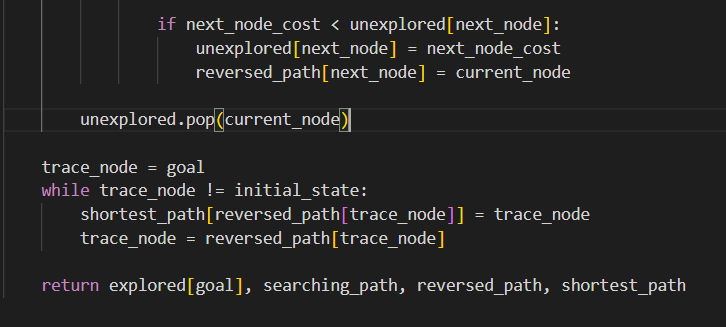 if next_node_cost < unexplored[next_node]:
unexplored[next_node] = next_node_cost
reversed_path[next_node] = current_node
unexplored.pop(current_node)
trace_node = goal
while trace_node != initial_state:
shortest_path[reversed_path[trace_node]] = trace_node
trace_node = reversed_path[trace_node]
return explored[goal], searching_path, reversed_path, shortest_path